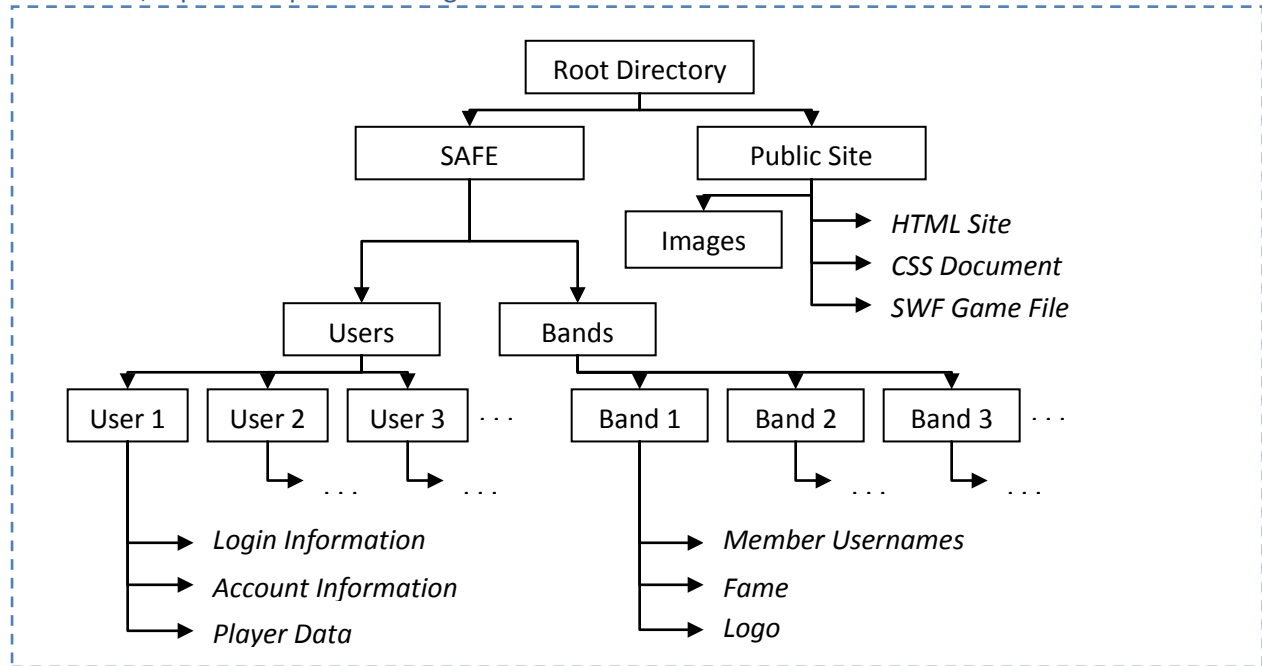 Root Directory
SAFE
Public Site
Images
HTML Site
CSS Document
SWF Game File
Users
Bands
User 1
User 2
User 3
. . .
Band 1
Band 2
Band 3
. . .
. . .
. . .
. . .
. . .
Login Information
Account Information
Player Data
Member Usernames
Fame
Logo